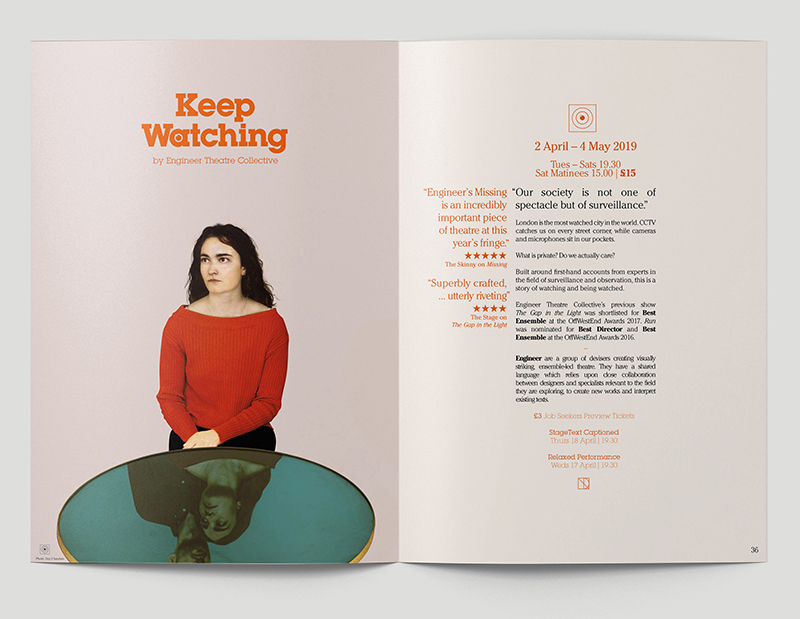 Keep
Watching
by Engineer Theatre Collective
2 April – 4 May 2019
Tues – Sats 19.30
Sat Matinees 15.00 | £15
“Engineer’s Missing
is an incredibly
important piece
of theatre at this
year’s fringe.”
★★★★★
The Skinny on Missing
“Superbly crafted,
... utterly riveting”
★★★★
The Stage on
The Gap in the Light
“Our society is not one of
spectacle but of surveillance.”
London is the most watched city in the world. CCTV
catches us on every street corner, while cameras
and microphones sit in our pockets.
What is private? Do we actually care?
Built around first-hand accounts from experts in
the field of surveillance and observation, this is a
story of watching and being watched.
Engineer Theatre Collective’s previous show
The Gap in the Light was shortlisted for Best
Ensemble at the OffWestEnd Awards 2017. Run
was nominated for Best Director and Best
Ensemble at the OffWestEnd Awards 2016.
Engineer are a group of devisers creating visually
striking, ensemble-led theatre. They have a shared
language which relies upon close collaboration
between designers and specialists relevant to the field
they are exploring, to create new works and interpret
existing texts.
£3 Job Seekers Preview Tickets
StageText Captioned
Thurs 18 April | 19.30
Relaxed Performance
Weds 17 April | 19.30
36